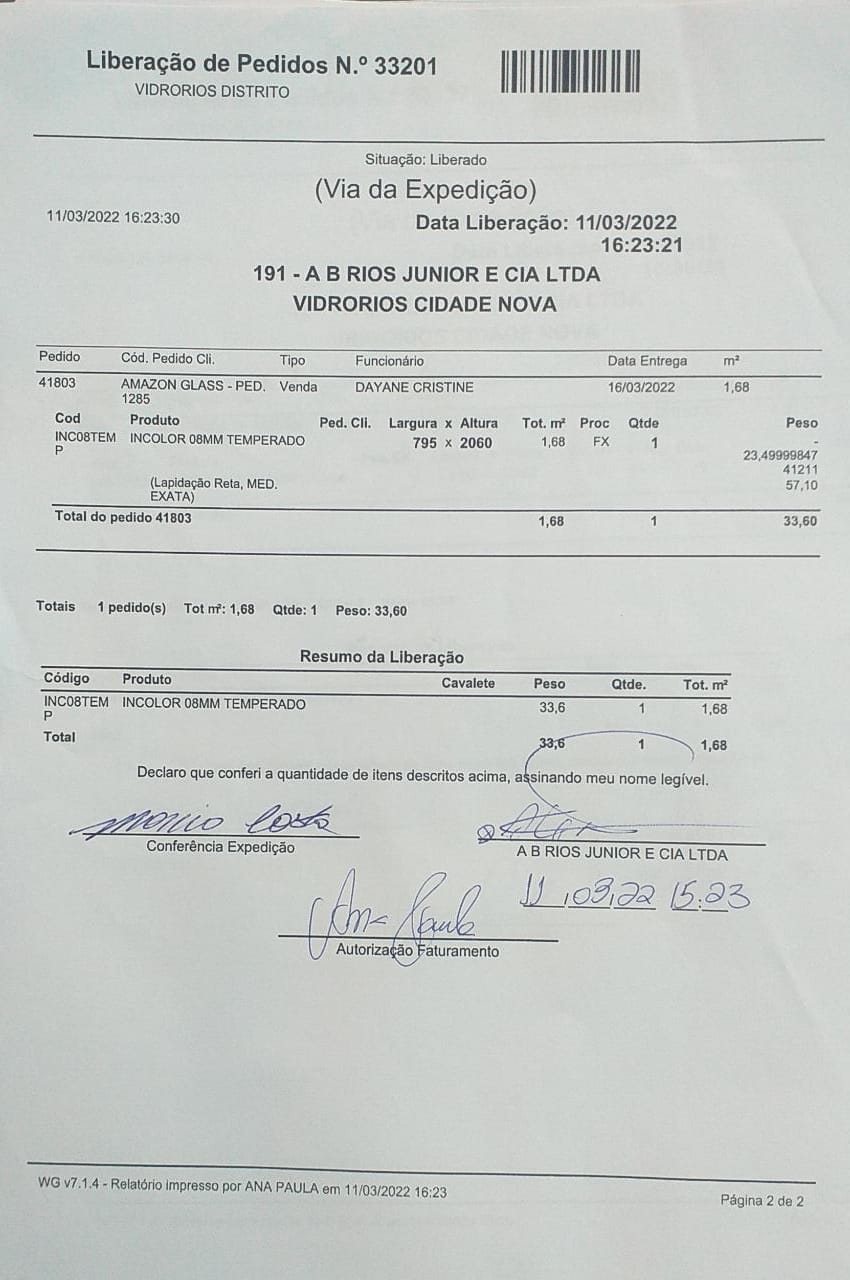 Liberação de Pedidos N.º 33201
VIDRORIOS DISTRITO
Situação: Liberado
(Via da Expedição)
11/03/2022 16:23:30
Data Liberação: 11/03/2022
16:23:21
191 - A B RIOS JUNIOR E CIA LTDA
VIDRORIOS CIDADE NOVA
Pedido Cód. Pedido Cli. Tipo Funcionário Data Entrega m²
41803 AMAZON GLASS - PED. Venda DAYANE CRISTINE 16/03/2022 1,68
1285
Cod Produto Ped. Cli. Largura x Altura Tot. m² Proc Qtde Peso
INC08TEM INCOLOR 08MM TEMPERADO 795 x 2060 1,68 FX 1 -
P 23,49999847
41211
(Lapidação Reta, MED. 57,10
EXATA)
Total do pedido 41803 1,68 1 33,60
Totais 1 pedido(s) Tot m²: 1,68 Qtde: 1 Peso: 33,60
Resumo da Liberação
Código Produto Cavalete Peso Qtde. Tot. m²
INC08TEM INCOLOR 08MM TEMPERADO 33,6 1 1,68
P
Total 33,6 1 1,68
Declaro que conferi a quantidade de itens descritos acima, assinando meu nome legível.
Costa
Conferência Expedição
A B RIOS JUNIOR E CIA LTDA
11,03,22 15:23
Ana Paula
Autorização Faturamento
WG v7.1.4 - Relatório impresso por ANA PAULA em 11/03/2022 16:23
Página 2 de 2